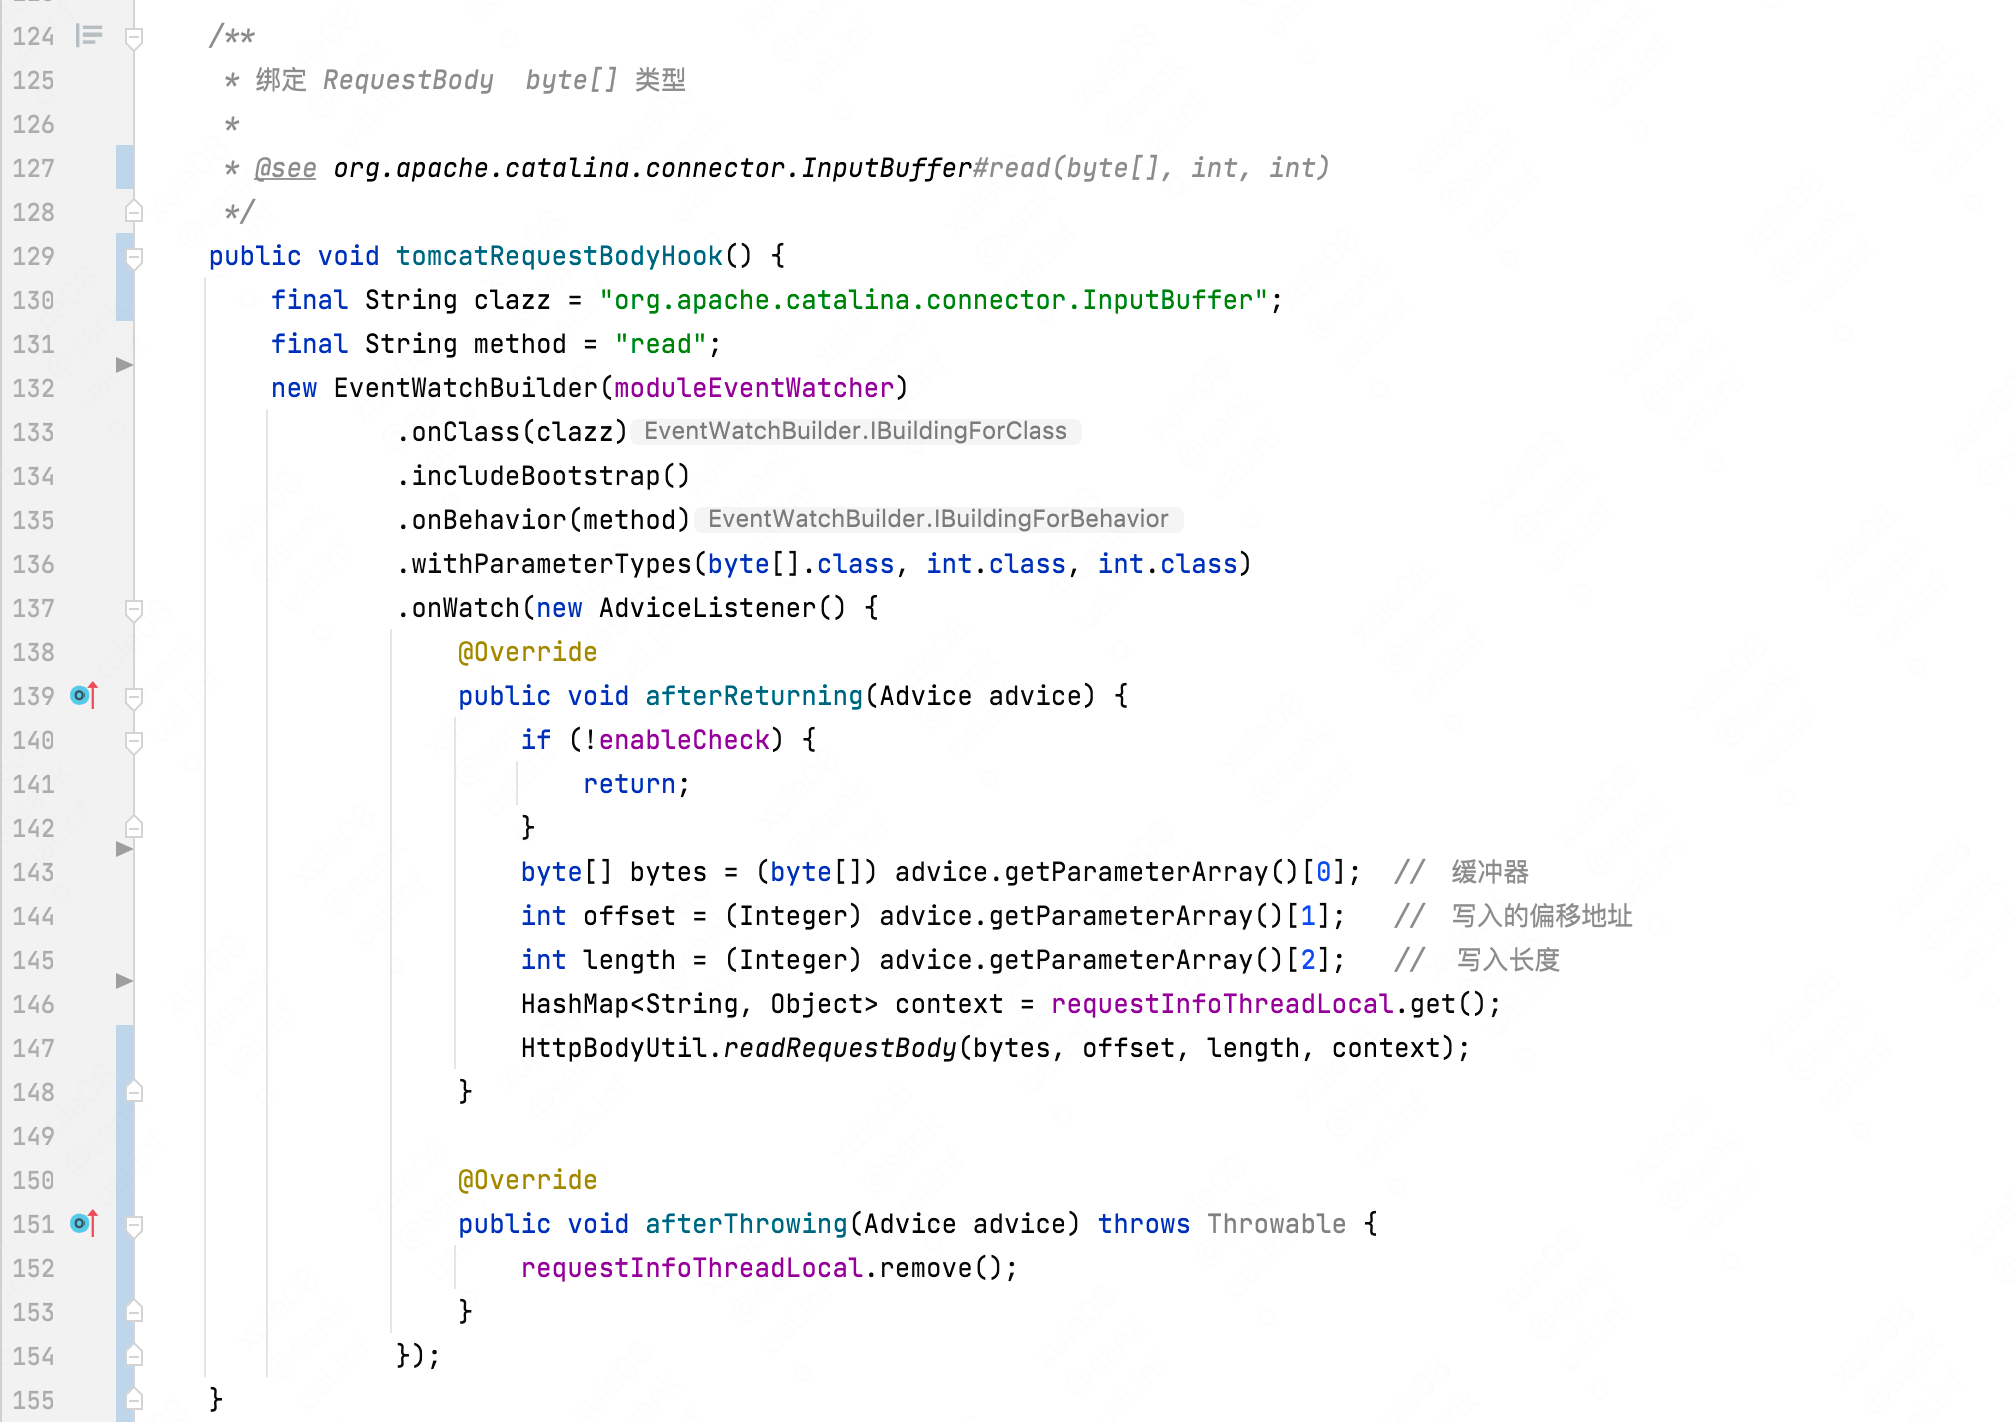 124 /**
125 * 绑定 RequestBody byte[] 类型
126 *
127 * @see org.apache.catalina.connector.InputBuffer#read(byte[], int, int)
128 */
129 public void tomcatRequestBodyHook() {
130 final String clazz = "org.apache.catalina.connector.InputBuffer";
131 final String method = "read";
132 new EventWatchBuilder(moduleEventWatcher)
133 .onClass(clazz) EventWatchBuilder.IBuildingForClass
134 .includeBootstrap()
135 .onBehavior(method) EventWatchBuilder.IBuildingForBehavior
136 .withParameterTypes(byte[].class, int.class, int.class)
137 .onWatch(new AdviceListener() {
138 @Override
139 public void afterReturning(Advice advice) {
140 if (!enableCheck) {
141 return;
142 }
143 byte[] bytes = (byte[]) advice.getParameterArray()[0]; // 缓冲器
144 int offset = (Integer) advice.getParameterArray()[1]; // 写入的偏移地址
145 int length = (Integer) advice.getParameterArray()[2]; // 写入长度
146 HashMap<String, Object> context = requestInfoThreadLocal.get();
147 HttpBodyUtil.readRequestBody(bytes, offset, length, context);
148 }
149
150 @Override
151 public void afterThrowing(Advice advice) throws Throwable {
152 requestInfoThreadLocal.remove();
153 }
154 });
155 }